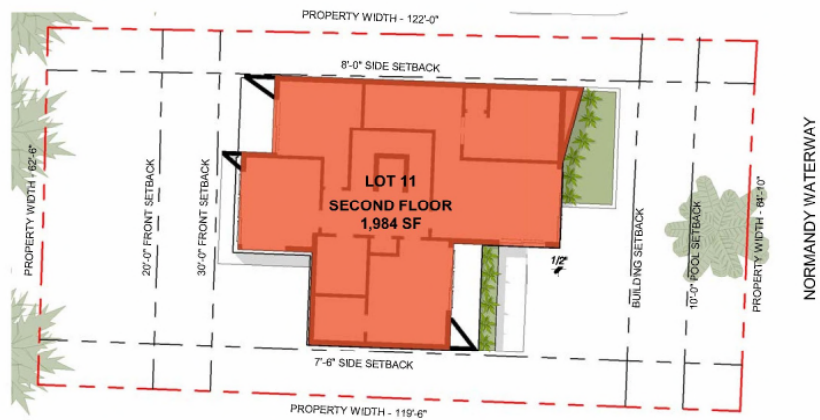 PROPERTY WIDTH - 122'-0"
8'-0" SIDE SETBACK
PROPERTY WIDTH - 62'-6"
20'-0" FRONT SETBACK
30'-0" FRONT SETBACK
LOT 11
SECOND FLOOR
1,984 SF
1/2"
BUILDING SETBACK
10'-0" POOL SETBACK
PROPERTY WIDTH - 64'-10"
NORMANDY WATERWAY
7'-6" SIDE SETBACK
PROPERTY WIDTH - 119'-6"